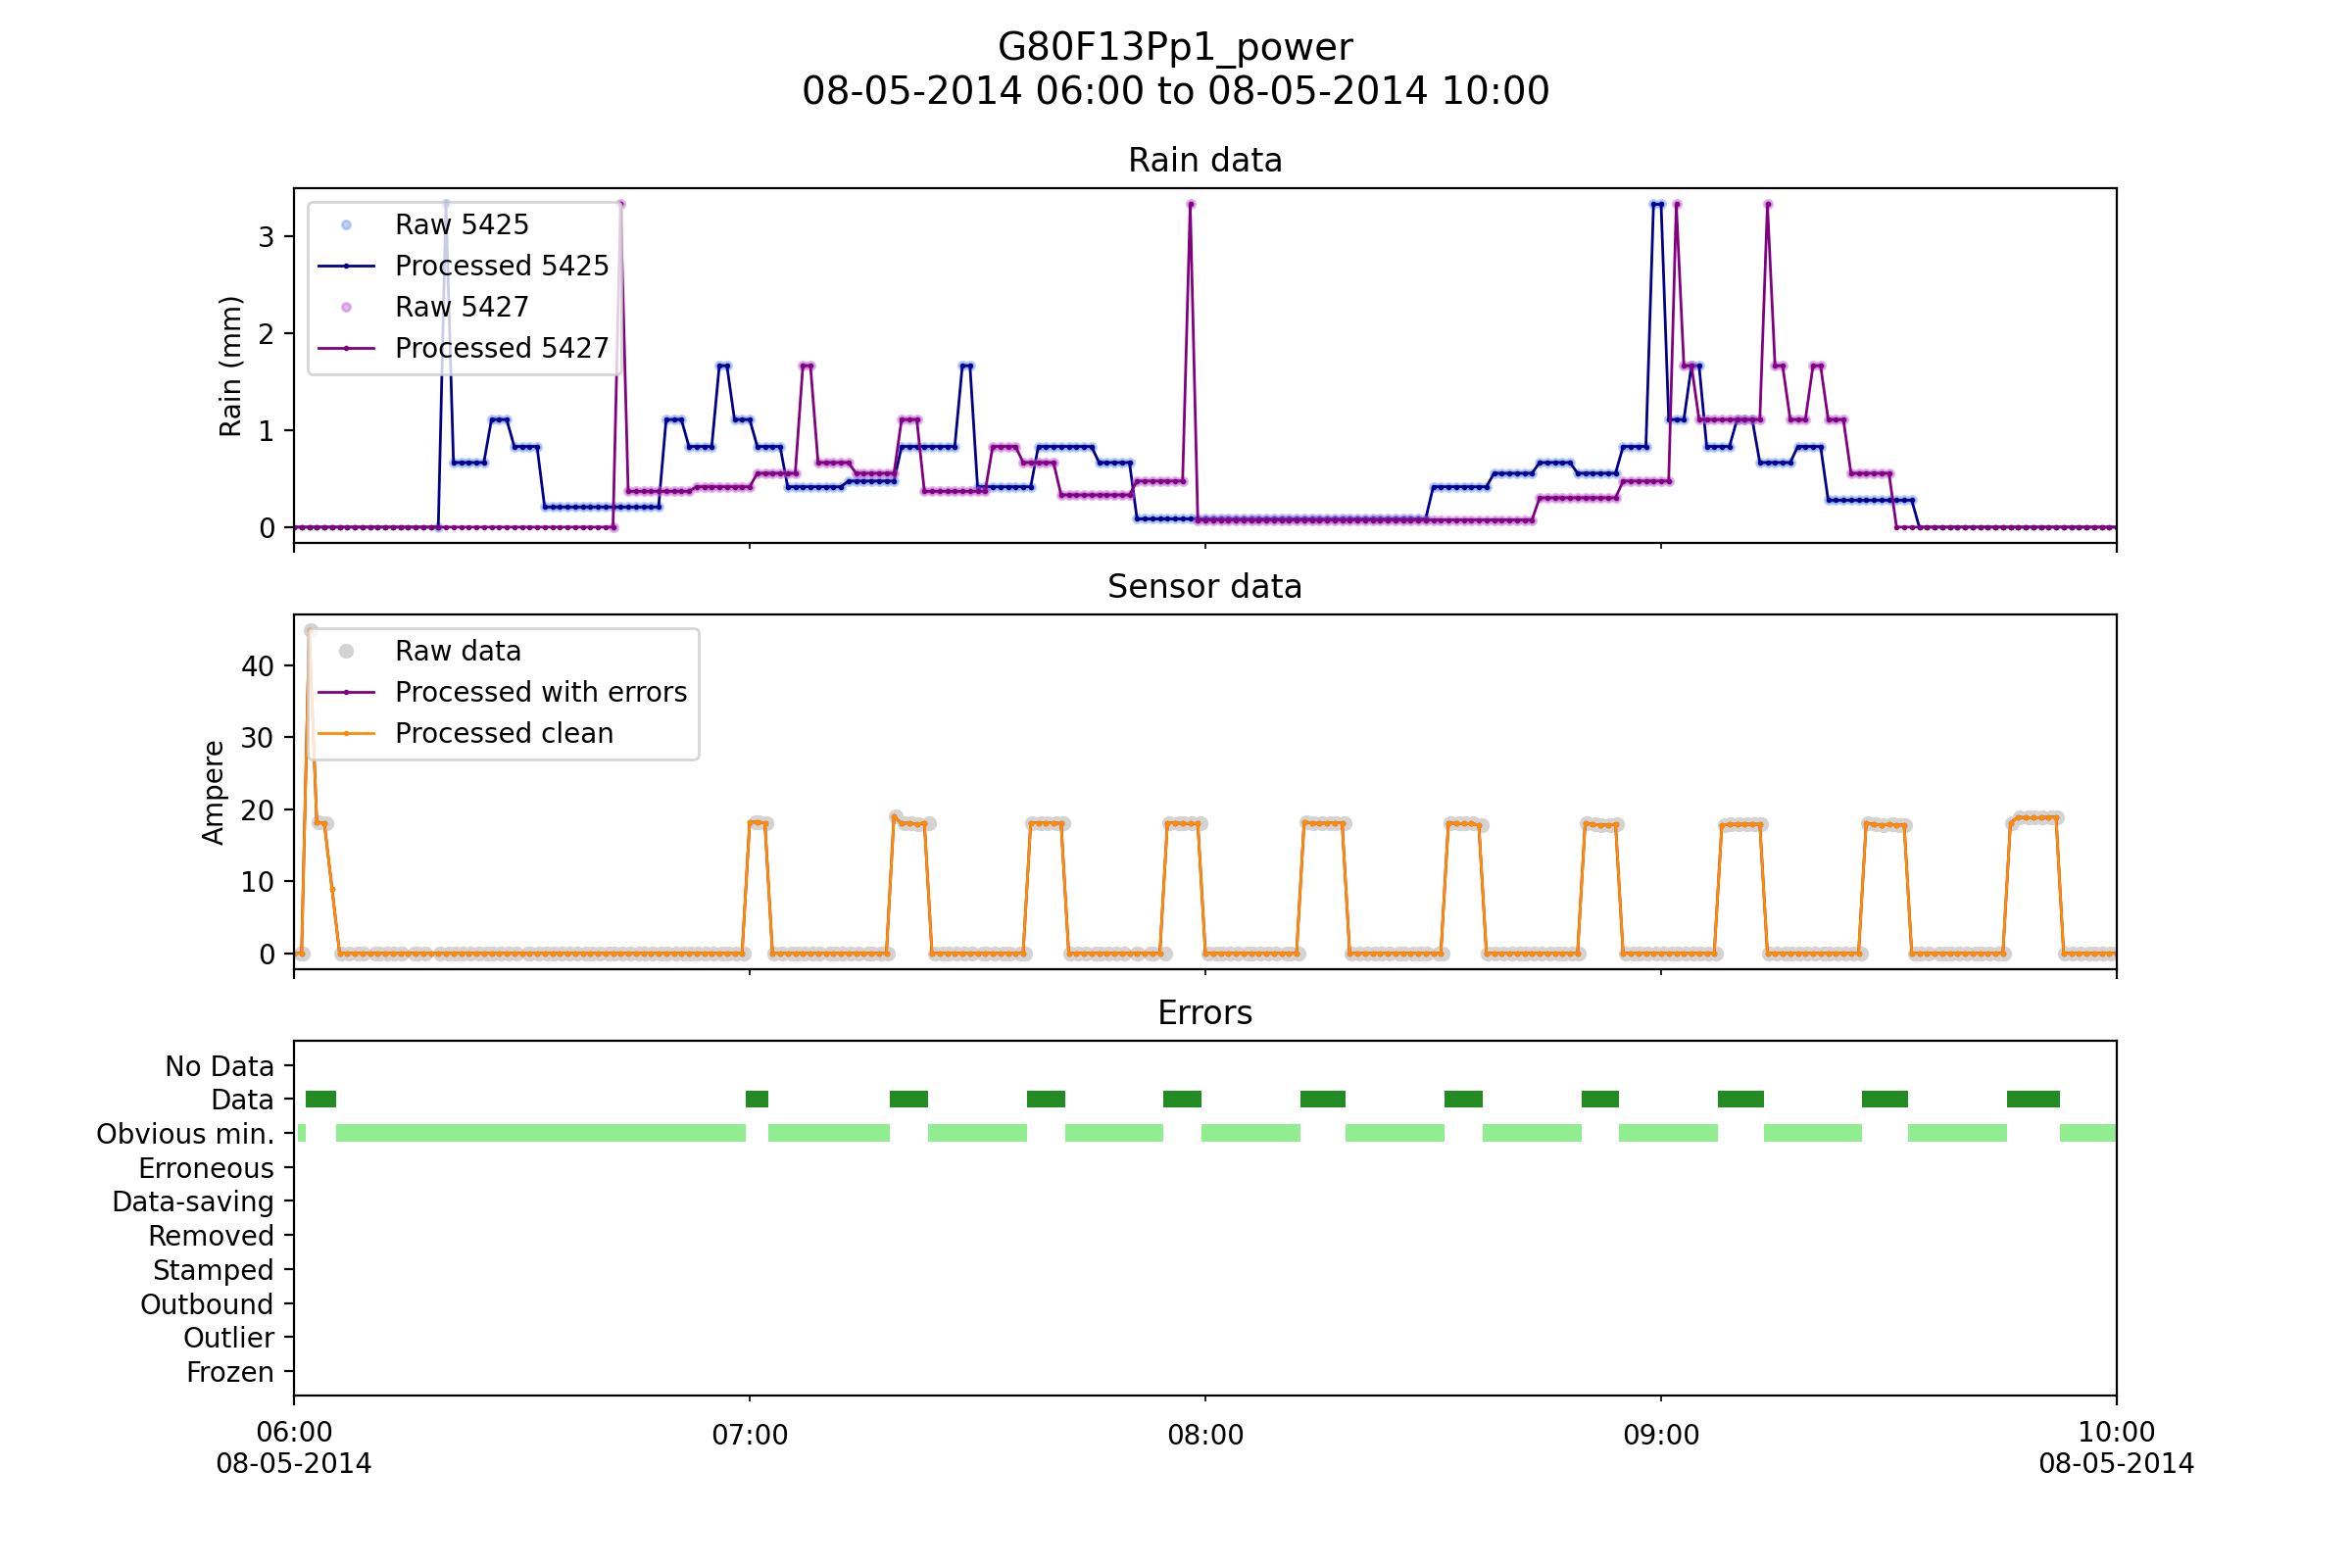 G80F13Pp1_power
08-05-2014 06:00 to 08-05-2014 10:00
Rain data
Rain (mm)
3
2
1
0
Raw 5425
Processed 5425
Raw 5427
Processed 5427
Sensor data
Ampere
40
30
20
10
0
Raw data
Processed with errors
Processed clean
Errors
No Data
Data
Obvious min.
Erroneous
Data-saving
Removed
Stamped
Outbound
Outlier
Frozen
06:00 07:00 08:00 09:00 10:00
08-05-2014 08-05-2014